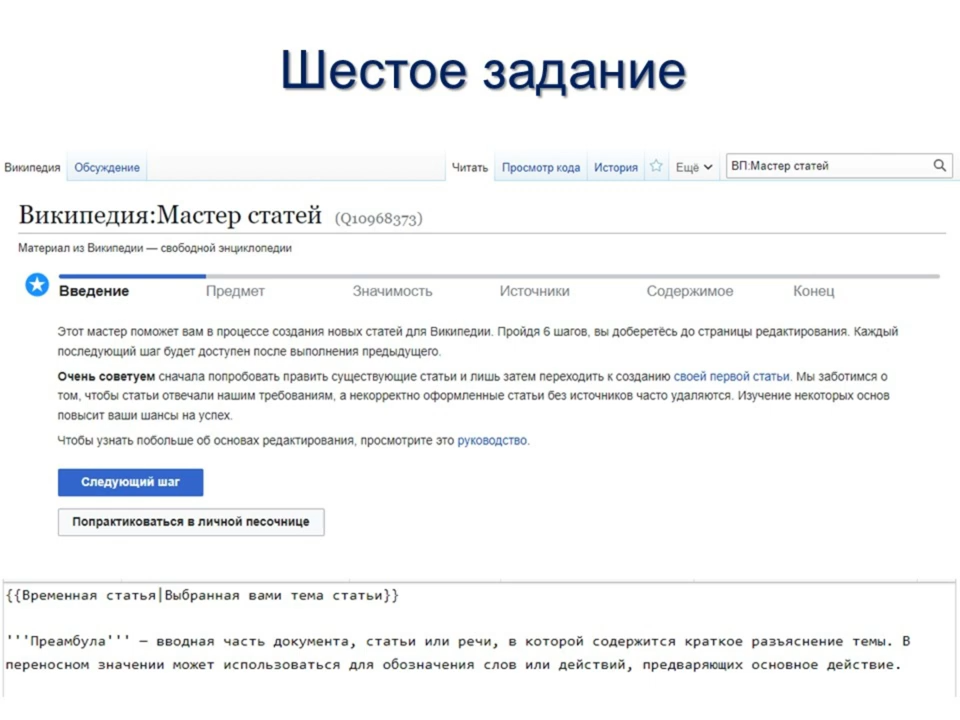 Шестое задание
Википедия Обсуждение Читать Просмотр кода История Ещё ВП:Мастер статей
Википедия:Мастер статей (Q10968373)
Материал из Википедии — свободной энциклопедии
Введение Предмет Значимость Источники Содержимое Конец
Этот мастер поможет вам в процессе создания новых статей для Википедии. Пройдя 6 шагов, вы доберетёсь до страницы редактирования. Каждый
последующий шаг будет доступен после выполнения предыдущего.
Очень советуем сначала попробовать править существующие статьи и лишь затем переходить к созданию своей первой статьи. Мы заботимся о
том, чтобы статьи отвечали нашим требованиям, а некорректно оформленные статьи без источников часто удаляются. Изучение некоторых основ
повысит ваши шансы на успех.
Чтобы узнать побольше об основах редактирования, просмотрите это руководство.
Следующий шаг
Попрактиковаться в личной песочнице
{{Временная статья|Выбранная вами тема статьи}}
'''Преамбула''' — вводная часть документа, статьи или речи, в которой содержится краткое разъяснение темы. В
переносном значении может использоваться для обозначения слов или действий, предваряющих основное действие.